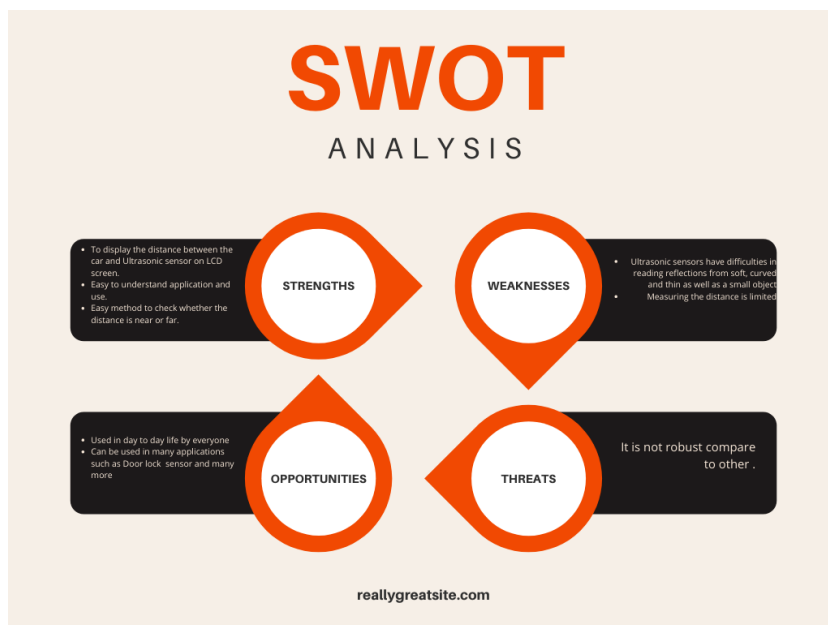 SWOT
ANALYSIS
• To display the distance between the
car and Ultrasonic sensor on LCD
screen.
• Easy to understand application and
use.
• Easy method to check whether the
distance is near or far.
STRENGTHS
WEAKNESSES
• Ultrasonic sensors have difficulties in
reading reflections from soft, curved
and thin as well as a small object
• Measuring the distance is limited
• Used in day to day life by everyone
• Can be used in many applications
such as Door lock sensor and many
more
OPPORTUNITIES
THREATS
It is not robust compare
to other .
reallygreatsite.com